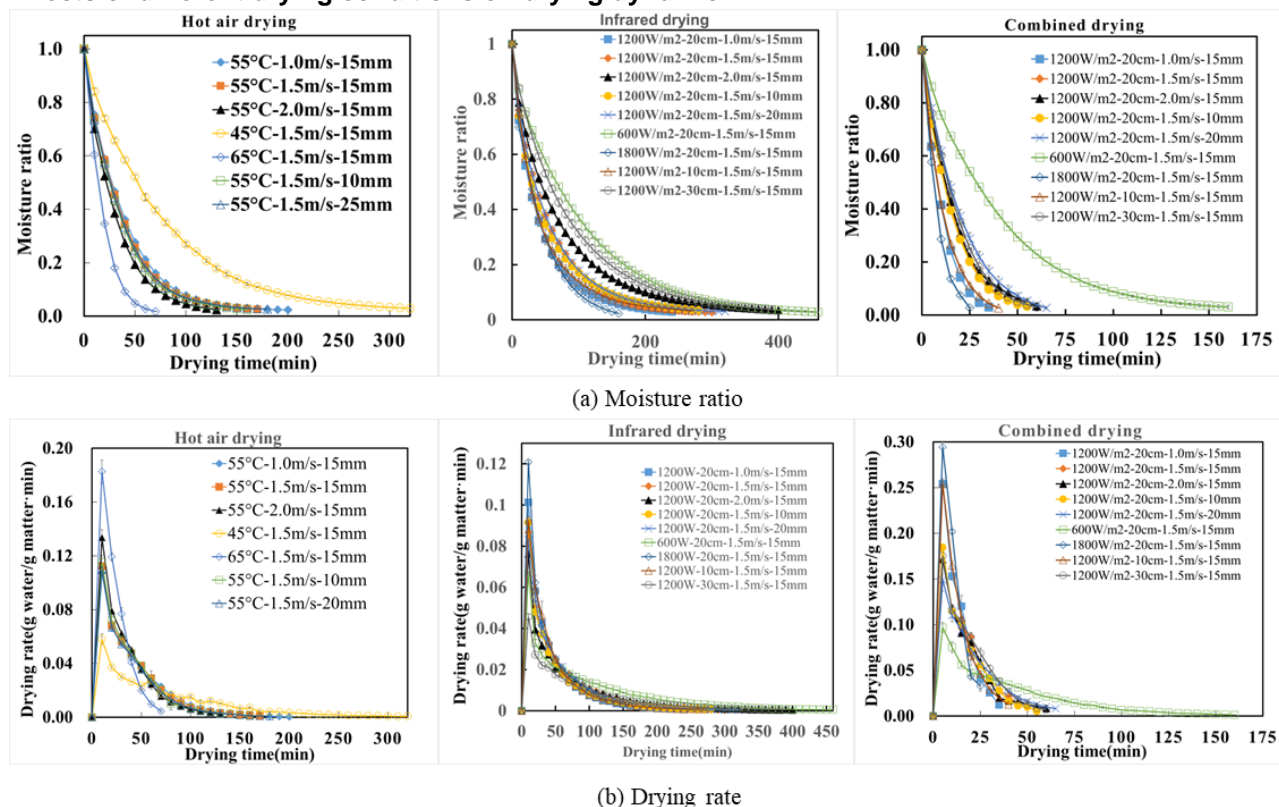 of different drying conditions on drying
Hot air drying
55°C-1.0m/s-15mm
55°C-1.5m/s-15mm
55°C-2.0m/s-15mm
45°C-1.5m/s-15mm
65°C-1.5m/s-15mm
55°C-1.5m/s-10mm
55°C-1.5m/s-25mm
Moisture ratio
1.0
0.8
0.6
0.4
0.2
0.0
0 50 100 150 200 250 300
Drying time(min)
Infrared drying
1200W/m2-20cm-1.0m/s-15mm
1200W/m2-20cm-1.5m/s-15mm
1200W/m2-20cm-2.0m/s-15mm
1200W/m2-20cm-1.5m/s-10mm
1200W/m2-20cm-1.5m/s-20mm
600W/m2-20cm-1.5m/s-15mm
1800W/m2-20cm-1.5m/s-15mm
1200W/m2-10cm-1.5m/s-15mm
1200W/m2-30cm-1.5m/s-15mm
Moisture ratio
1
0.8
0.6
0.4
0.2
0
0 200 400
Drying time(min)
Combined drying
1200W/m2-20cm-1.0m/s-15mm
1200W/m2-20cm-1.5m/s-15mm
1200W/m2-20cm-2.0m/s-15mm
1200W/m2-20cm-1.5m/s-10mm
1200W/m2-20cm-1.5m/s-20mm
600W/m2-20cm-1.5m/s-15mm
1800W/m2-20cm-1.5m/s-15mm
1200W/m2-10cm-1.5m/s-15mm
1200W/m2-30cm-1.5m/s-15mm
Moisture ratio
1.00
0.80
0.60
0.40
0.20
0.00
0 25 50 75 100 125 150 175
Drying time(min)
(a) Moisture ratio
Hot air drying
55°C-1.0m/s-15mm
55°C-1.5m/s-15mm
55°C-2.0m/s-15mm
45°C-1.5m/s-15mm
65°C-1.5m/s-15mm
55°C-1.5m/s-10mm
55°C-1.5m/s-20mm
Drying rate(g water/g matter·min)
0.20
0.16
0.12
0.08
0.04
0.00
0 50 100 150 200 250 300
Drying time(min)
Infrared drying
1200W-20cm-1.0m/s-15mm
1200W-20cm-1.5m/s-15mm
1200W-20cm-2.0m/s-15mm
1200W-20cm-1.5m/s-10mm
1200W-20cm-1.5m/s-20mm
600W-20cm-1.5m/s-15mm
1800W-20cm-1.5m/s-15mm
1200W-10cm-1.5m/s-15mm
1200W-30cm-1.5m/s-15mm
Drying rate(g water/g matter·min)
0.12
0.1
0.08
0.06
0.04
0.02
0
0 50 100 150 200 250 300 350 400 450
Drying time(min)
Combined drying
1200W/m2-20cm-1.0m/s-15mm
1200W/m2-20cm-1.5m/s-15mm
1200W/m2-20cm-2.0m/s-15mm
1200W/m2-20cm-1.5m/s-10mm
1200W/m2-20cm-1.5m/s-20mm
600W/m2-20cm-1.5m/s-15mm
1800W/m2-20cm-1.5m/s-15mm
1200W/m2-10cm-1.5m/s-15mm
1200W/m2-30cm-1.5m/s-15mm
Drying rate(g water/g matter·min)
0.30
0.25
0.20
0.15
0.10
0.05
0.00
0 25 50 75 100 125 150 175
Drying time(min)
(b) Drying rate